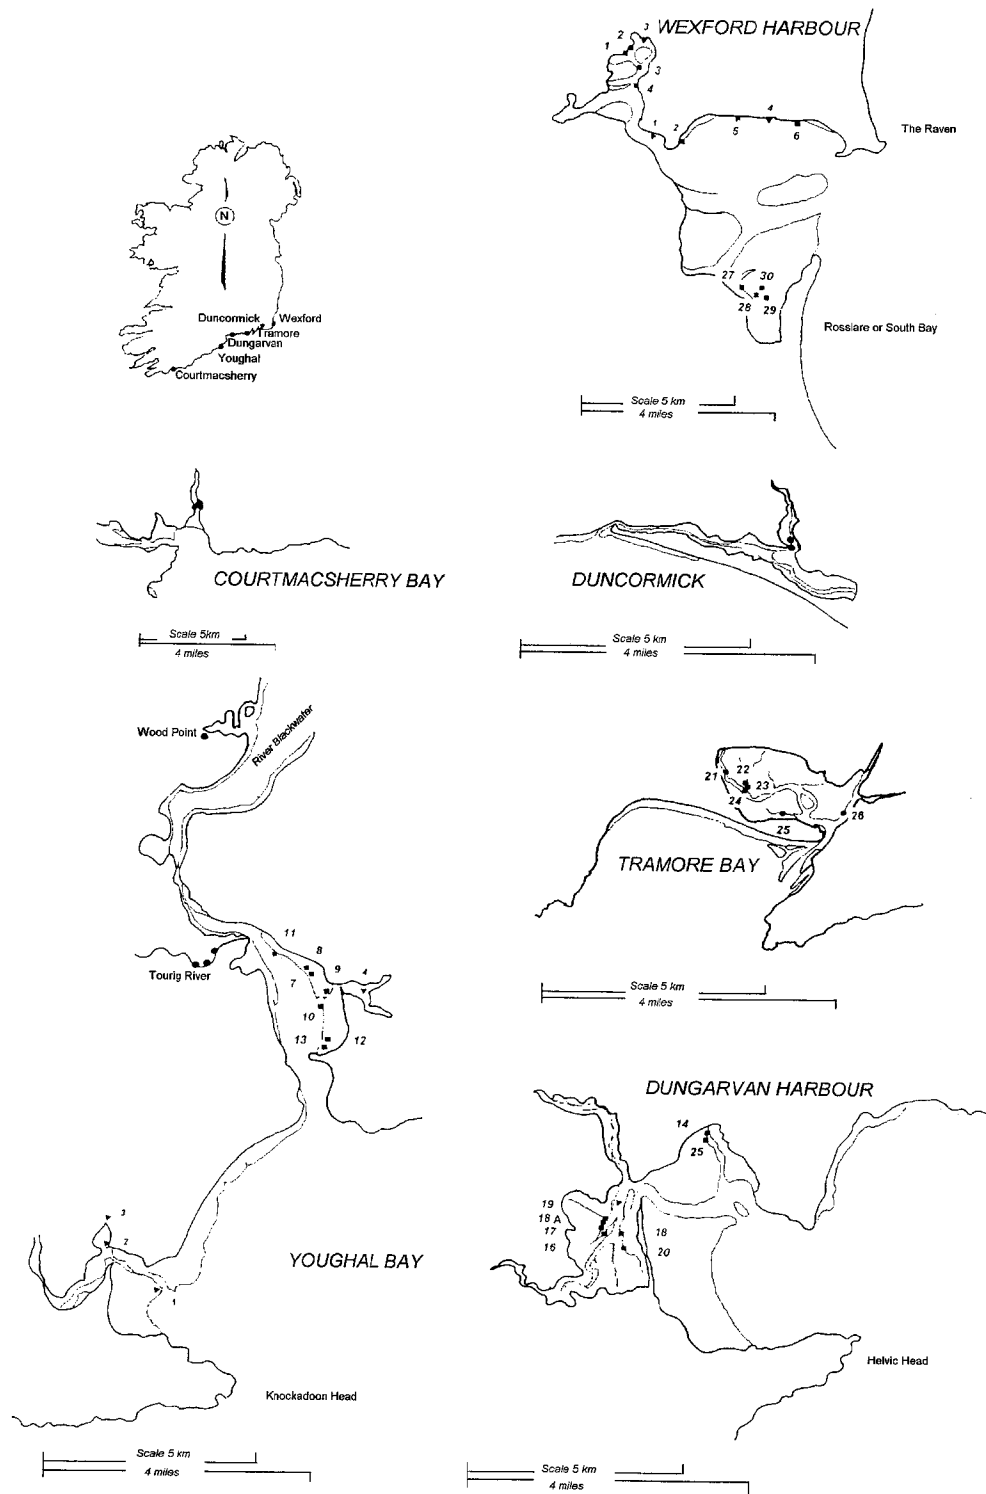 WEXFORD HARBOUR
3
2
1
3
4
1
2
5
4
6
The Raven
27
30
28
29
Rosslare or South Bay
Scale 5 km
4 miles
N
Duncormick
Wexford
Tramore
Dungarvan
Youghal
Courtmacsherry
COURTMACSHERRY BAY
Scale 5km
4 miles
DUNCORMICK
Scale 5 km
4 miles
Wood Point
River Blackwater
11
8
9
4
7
10
13
12
Tourig River
3
2
1
YOUGHAL BAY
Knockadoon Head
Scale 5 km
4 miles
21
22
23
24
25
26
TRAMORE BAY
Scale 5 km
4 miles
DUNGARVAN HARBOUR
14
25
19
18 A
17
16
18
20
Helvic Head
Scale 5 km
4 miles